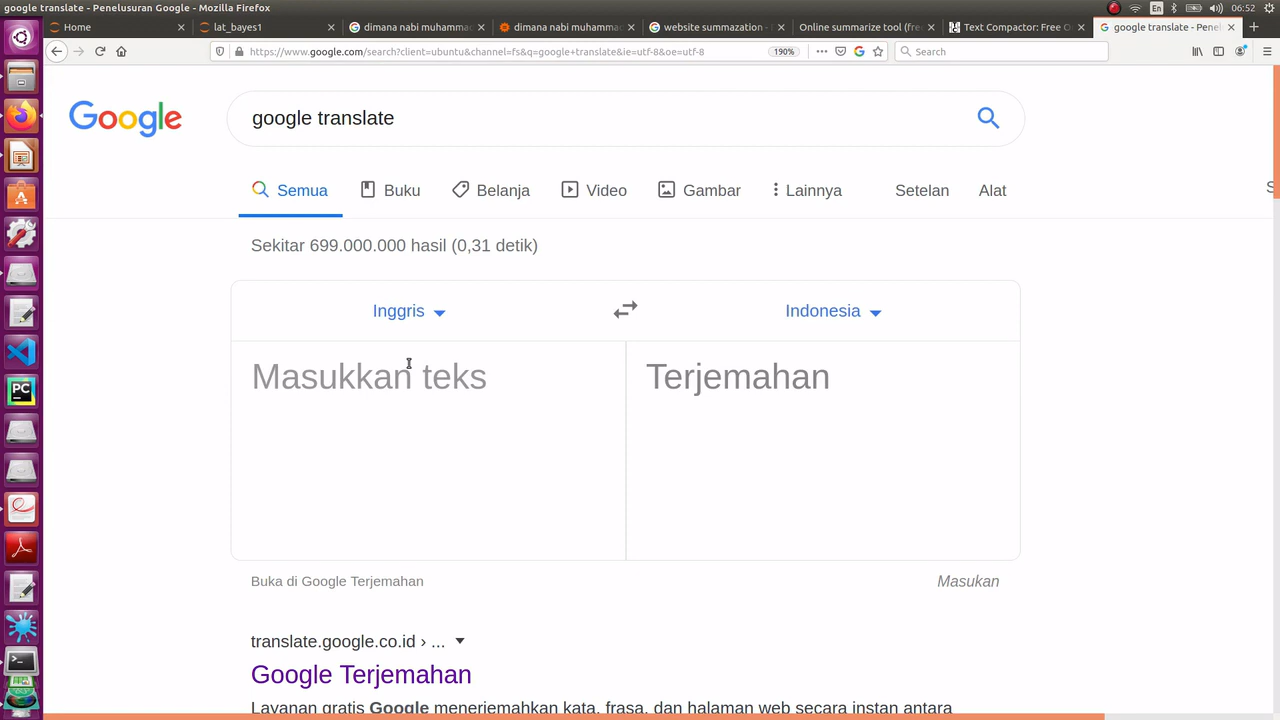 google translate - Penelusuran Google - Mozilla Firefox
En
06:52
Home
lat_bayes1
dimana nabi muhammad
dimana nabi muhammad
website summazation -
Online summarize tool (free
Text Compactor: Free O
google translate - Penel
https://www.google.com/search?client=ubuntu&channel=fs&q=google+translate&ie=utf-8&oe=utf-8
190%
Search
Google
google translate
Semua
Buku
Belanja
Video
Gambar
Lainnya
Setelan
Alat
S
Sekitar 699.000.000 hasil (0,31 detik)
Inggris
Indonesia
Masukkan teks
Terjemahan
Buka di Google Terjemahan
Masukan
translate.google.co.id › ...
Google Terjemahan
Layanan gratis Google menerjemahkan kata, frasa, dan halaman web secara instan antara
PC